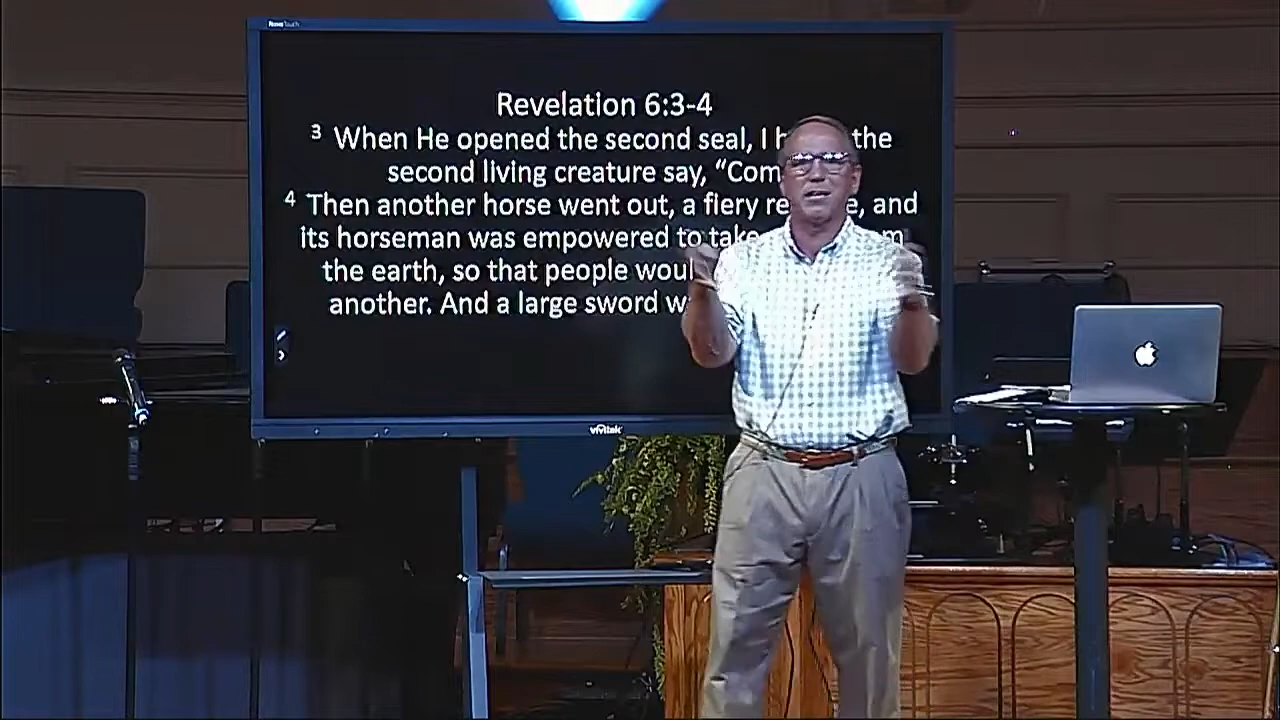 NewTouch
Revelation 6:3-4
3 When He opened the second seal, I h the
second living creature say, “Com
4 Then another horse went out, a fiery re e, and
its horseman was empowered to take m
the earth, so that people woul
another. And a large sword w
vivitek